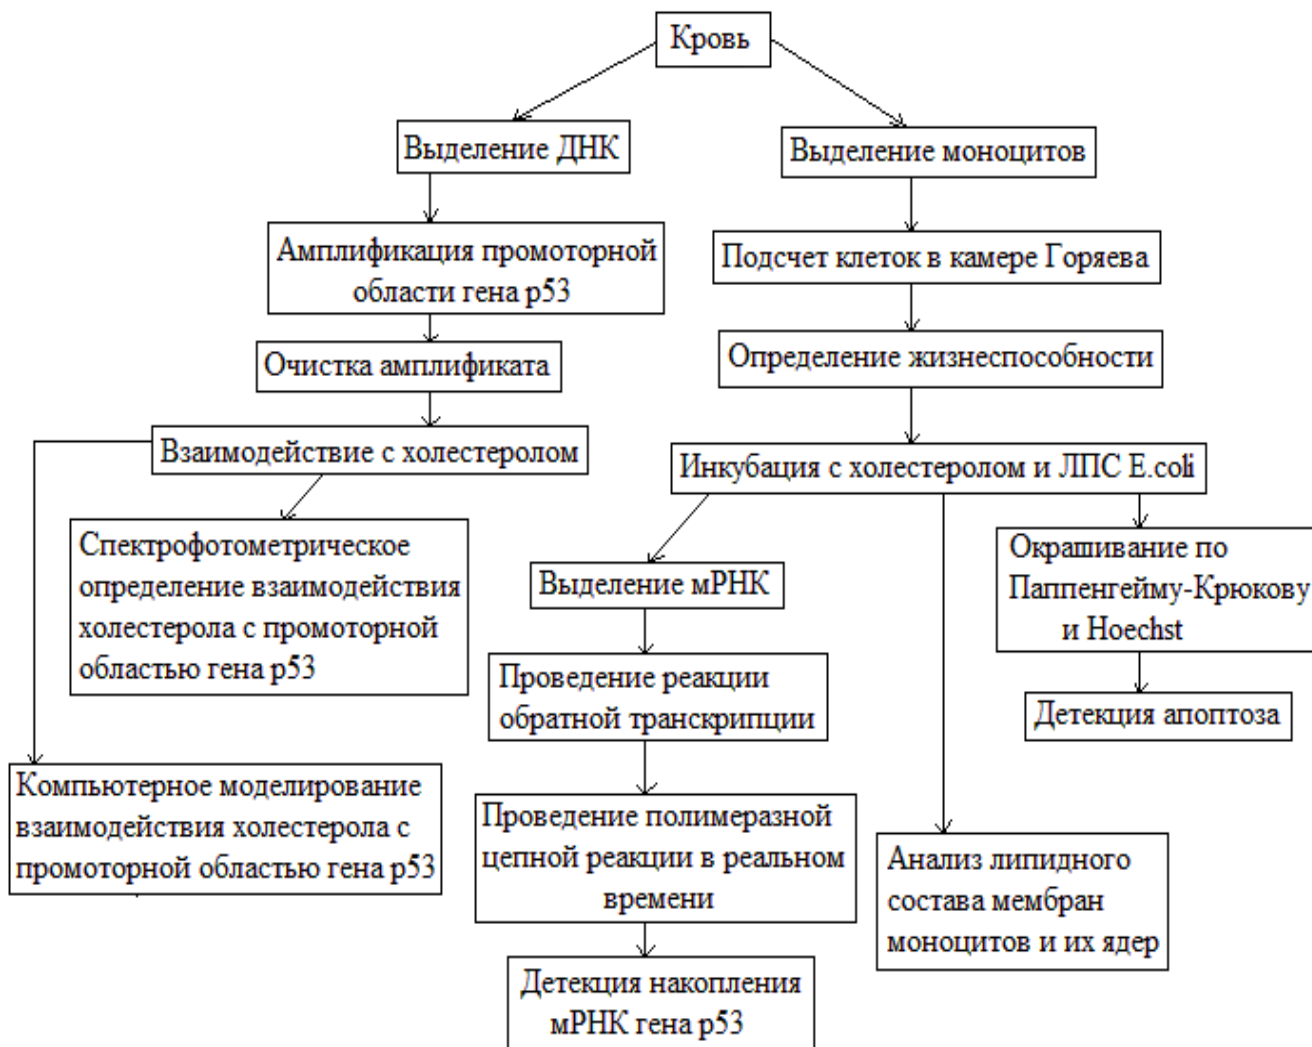 Кровь
Выделение ДНК
Выделение моноцитов
Амплификация промоторной
области гена p53
Подсчет клеток в камере Горяева
Очистка амплификата
Определение жизнеспособности
Взаимодействие с холестеролом
Инкубация с холестеролом и ЛПС E.coli
Спектрофотометрическое
определение взаимодействия
холестерола с промоторной
областью гена p53
Выделение мРНК
Окрашивание по
Паппенгейму-Крюкову
и Hoechst
Проведение реакции
обратной транскрипции
Детекция апоптоза
Компьютерное моделирование
взаимодействия холестерола с
промоторной областью гена p53
Проведение полимеразной
цепной реакции в реальном
времени
Анализ липидного
состава мембран
моноцитов и их ядер
Детекция накопления
мРНК гена p53